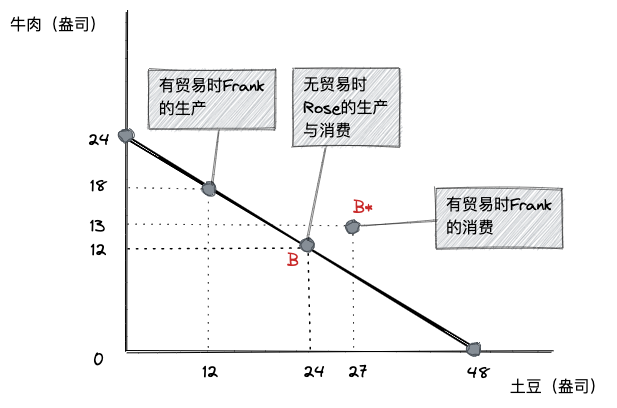 牛肉（盎司）
有贸易时Frank
的生产
无贸易时
Rose的生产
与消费
24
18
B*
有贸易时Frank
的消费
13
12
B
0
12
24
27
48
土豆（盎司）